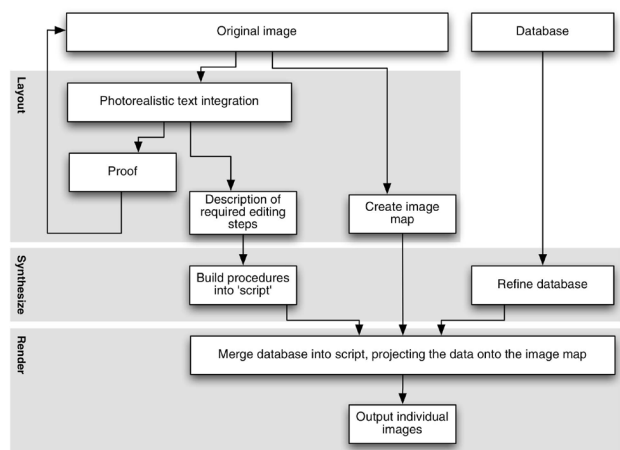 Original image
Database
Layout
Photorealistic text integration
Proof
Description of
required editing
steps
Create image
map
Synthesize
Build procedures
into 'script'
Refine database
Render
Merge database into script, projecting the data onto the image map
Output individual
images